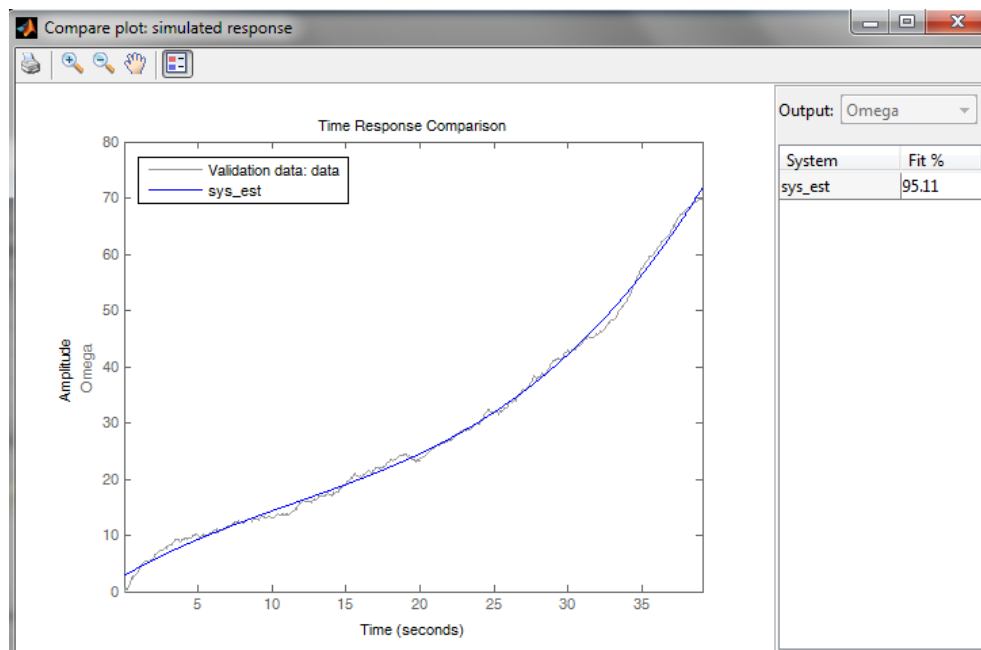 Compare plot: simulated response
Time Response Comparison
80
70
60
50
40
30
20
10
0
Validation data: data
sys_est
Amplitude
Omega
5 10 15 20 25 30 35
Time (seconds)
Output: Omega
System Fit %
sys_est 95.11